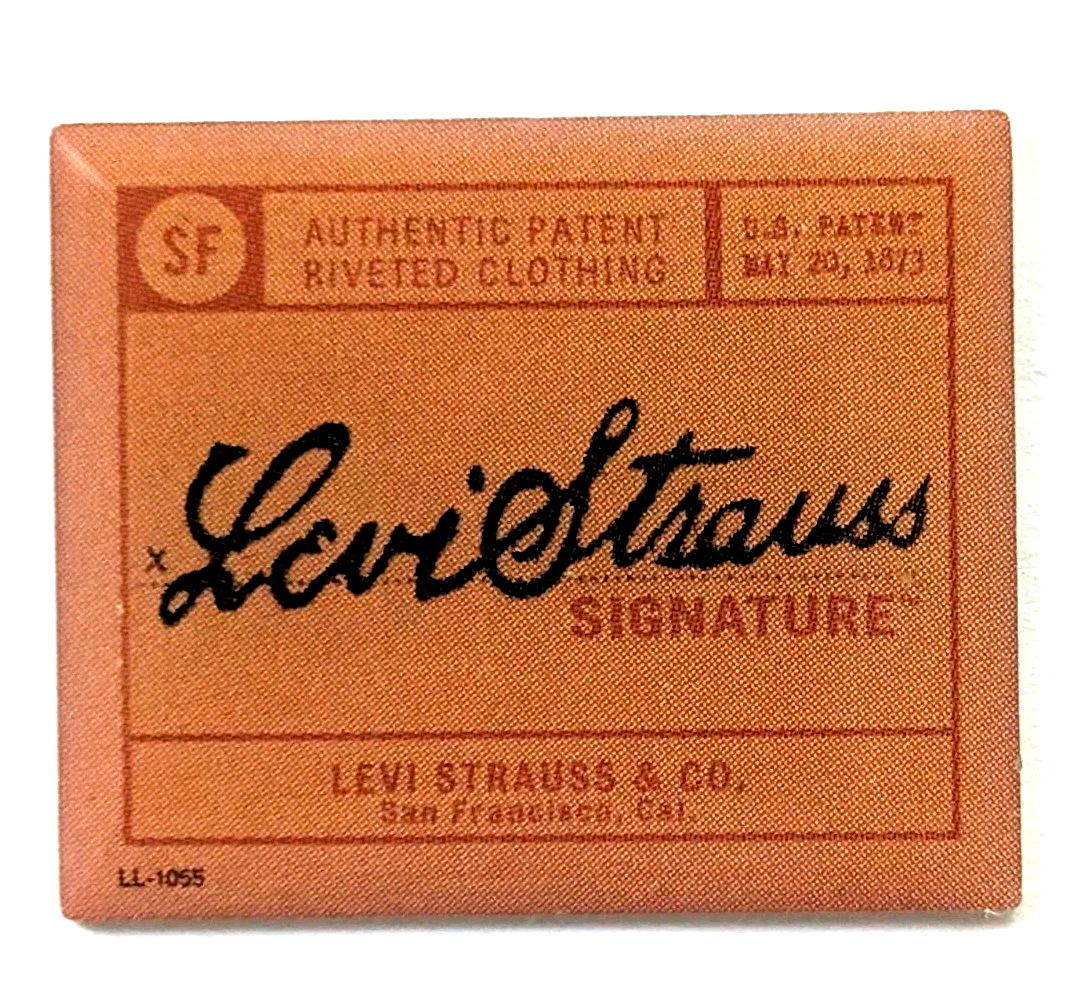 SF
AUTHENTIC PATENT
RIVETED CLOTHING
U.S. PATENT
MAY 20, 1873
x Levi Strauss
SIGNATURE™
LEVI STRAUSS & CO.
San Francisco, Cal.
LL-1055